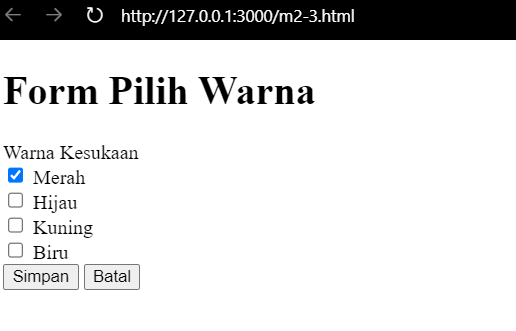 http://127.0.0.1:3000/m2-3.html
Form Pilih Warna
Warna Kesukaan
Merah
Hijau
Kuning
Biru
Simpan Batal